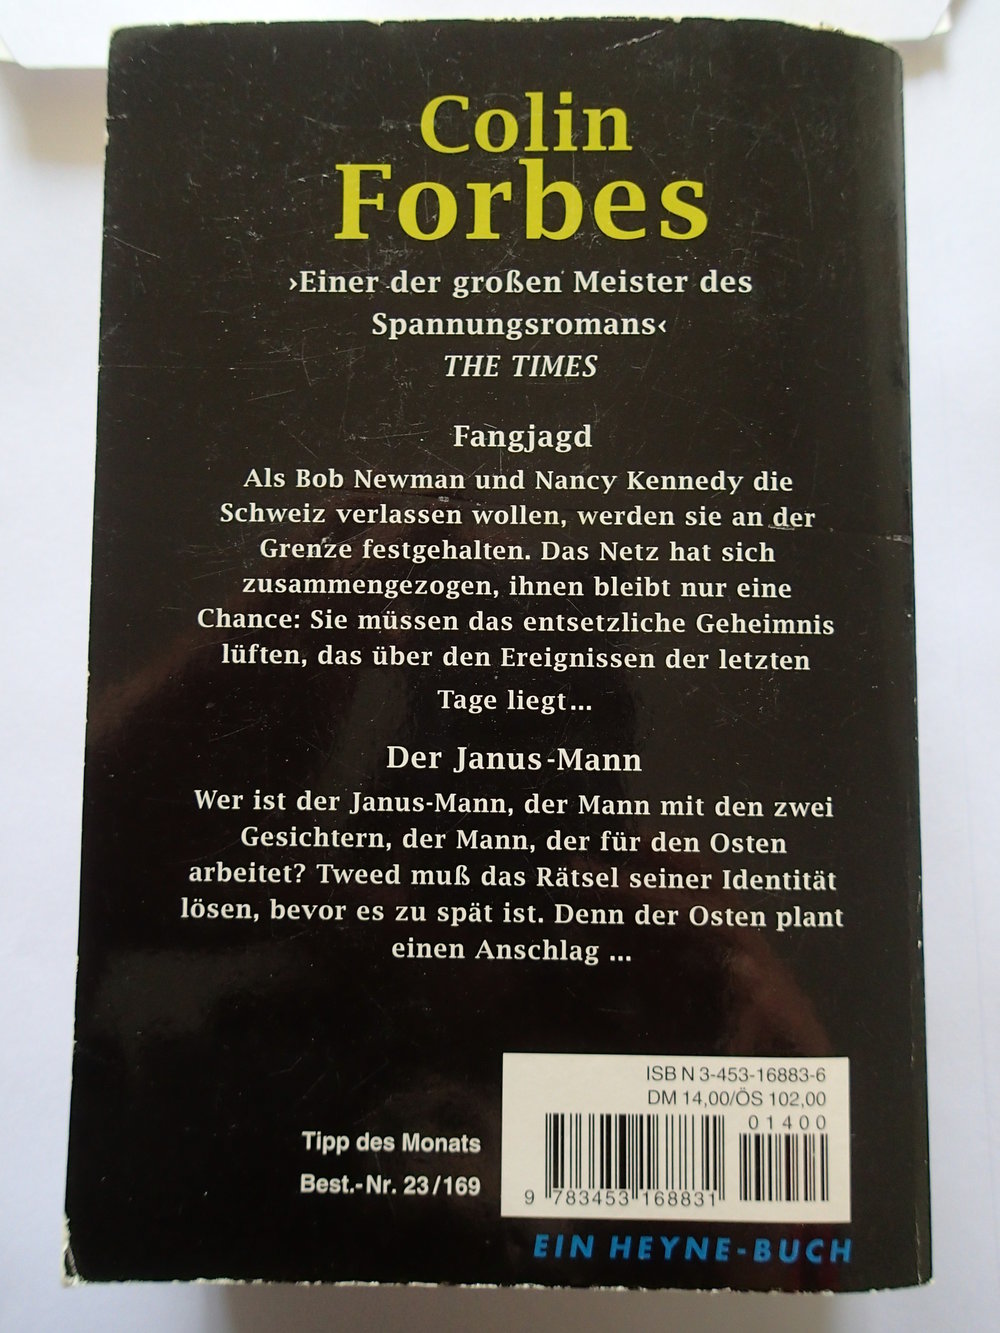 Colin
Forbes
›Einer der großen Meister des
Spannungsromans‹
THE TIMES
Fangjagd
Als Bob Newman und Nancy Kennedy die
Schweiz verlassen wollen, werden sie an der
Grenze festgehalten. Das Netz hat sich
zusammengezogen, ihnen bleibt nur eine
Chance: Sie müssen das entsetzliche Geheimnis
lüften, das über den Ereignissen der letzten
Tage liegt...
Der Janus-Mann
Wer ist der Janus-Mann, der Mann mit den zwei
Gesichtern, der Mann, der für den Osten
arbeitet? Tweed muß das Rätsel seiner Identität
lösen, bevor es zu spät ist. Denn der Osten plant
einen Anschlag ...
ISBN 3-453-16883-6
DM 14,00/ÖS 102,00
01400
9 783453 168831
Tipp des Monats
Best.-Nr. 23/169
EIN HEYNE-BUCH